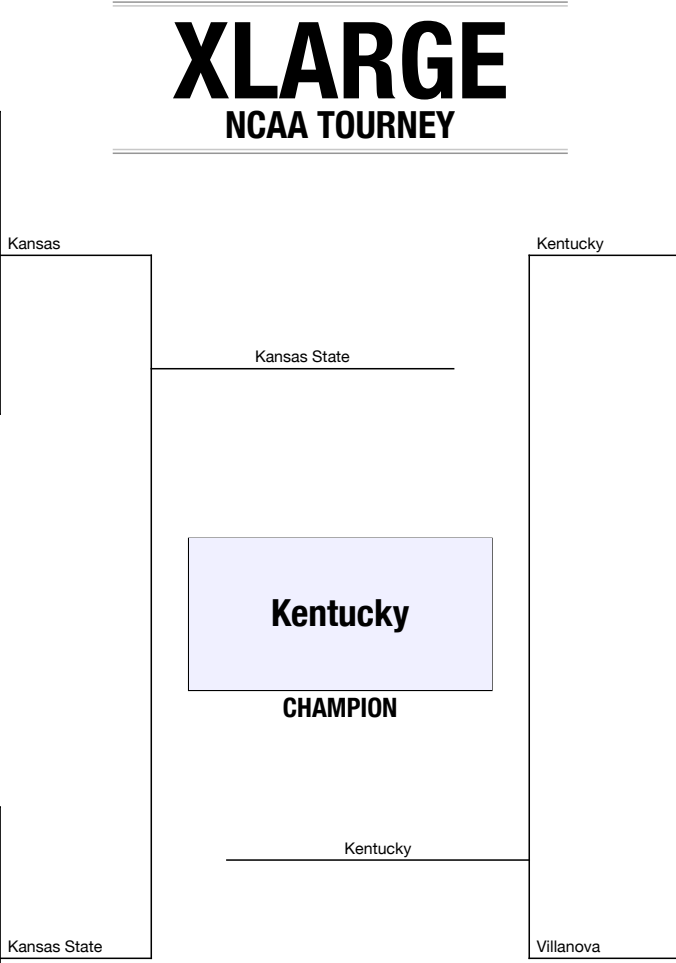 XLARGE
NCAA TOURNEY
Kansas
Kentucky
Kansas State
Kentucky
CHAMPION
Kentucky
Kansas State
Villanova